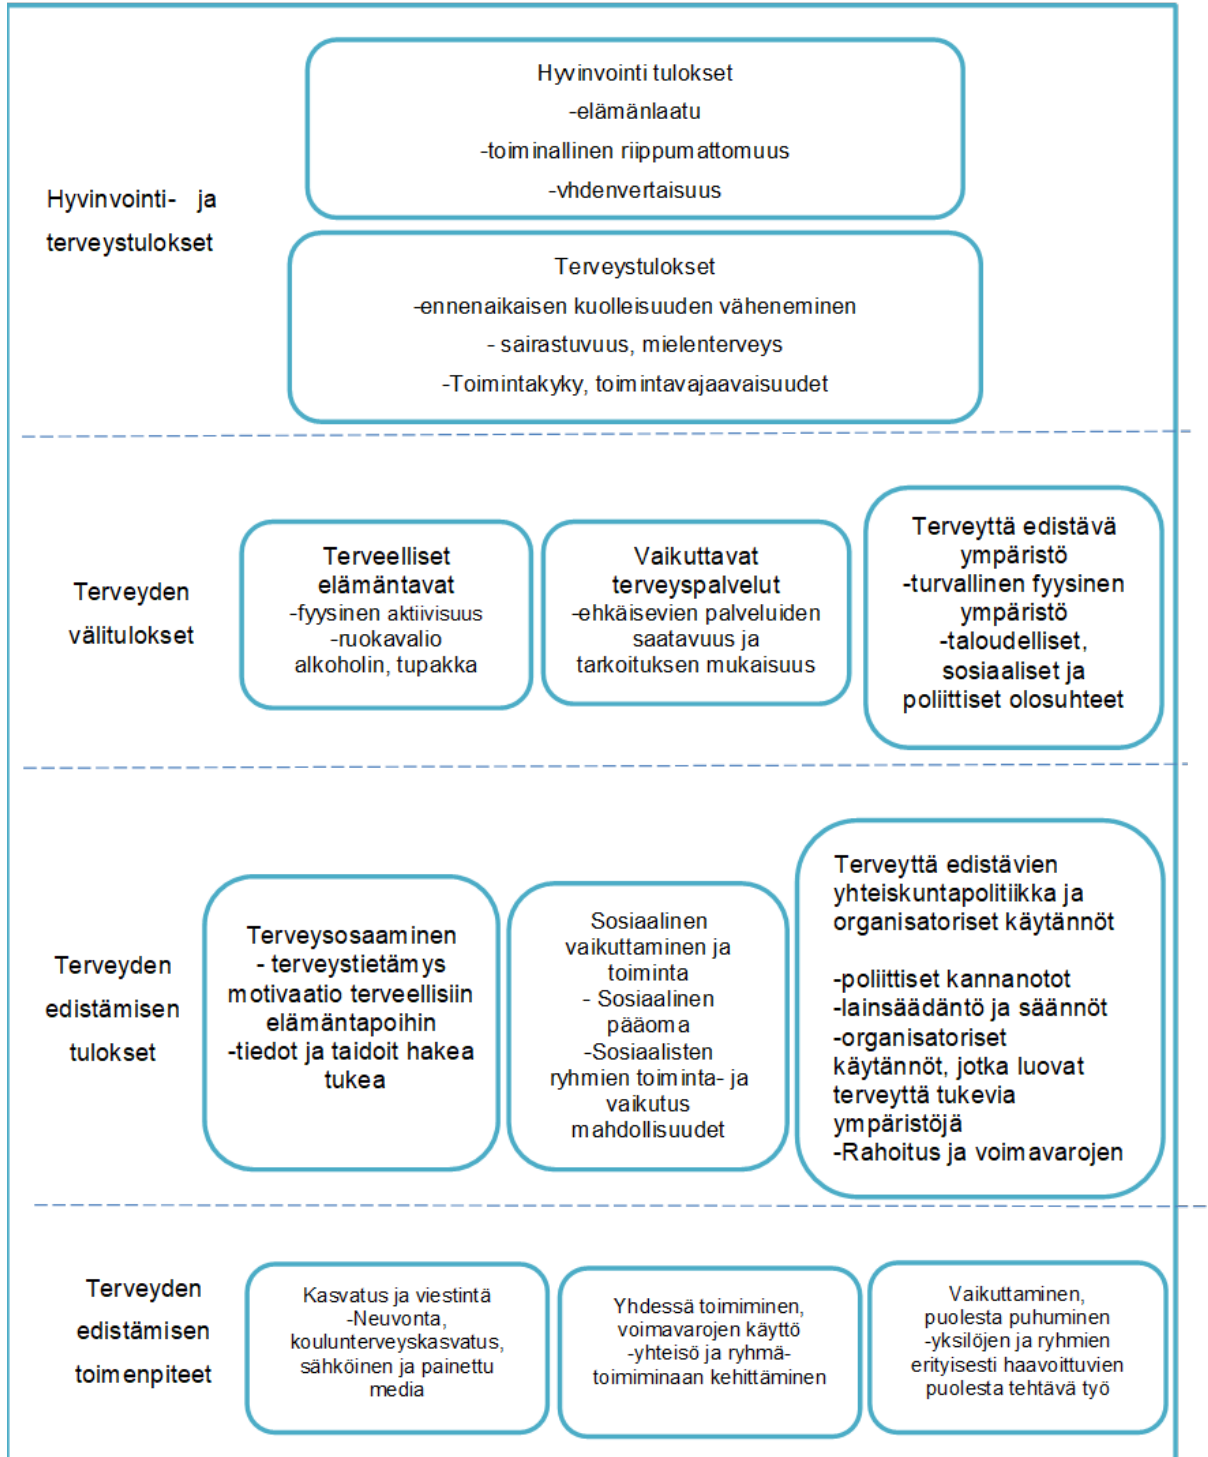 Hyvinvointi- ja
terveystulokset
Hyvinvointi tulokset
-elämänlaatu
-toiminallinen riippumattomuus
-vhdenvertaisuus
Terveystulokset
-ennenaikaisen kuolleisuuden väheneminen
- sairastuvuus, mielenterveys
-Toimintakyky, toimintavajaavaisuudet
Terveyden
välitulokset
Terveelliset
elämäntavat
-fyysinen aktiivisuus
-ruokavalio
alkoholin, tupakka
Vaikuttavat
terveyspalvelut
-ehkäisevien palveluiden
saatavuus ja
tarkoituksen mukaisuus
Terveyttä edistävä
ympäristö
-turvallinen fyysinen
ympäristö
-taloudelliset,
sosiaaliset ja
poliittiset olosuhteet
Terveyden
edistämisen
tulokset
Terveysosaaminen
- terveystietämys
motivaatio terveellisiin
elämäntapoihin
-tiedot ja taidoit hakea
tukea
Sosiaalinen
vaikuttaminen ja
toiminta
- Sosiaalinen
pääoma
-Sosiaalisten
ryhmien toiminta- ja
vaikutus
mahdollisuudet
Terveyttä edistävien
yhteiskuntapolitiikka ja
organisatoriset käytännöt
-poliittiset kannanotot
-lainsäädäntö ja säännöt
-organisatoriset
käytännöt, jotka luovat
terveyttä tukevia
ympäristöjä
-Rahoitus ja voimavarojen
Terveyden
edistämisen
toimenpiteet
Kasvatus ja viestintä
-Neuvonta,
koulunterveyskasvatus,
sähköinen ja painettu
media
Yhdessä toimiminen,
voimavarojen käyttö
-yhteisö ja ryhmä-
toimiminaan kehittäminen
Vaikuttaminen,
puolesta puhuminen
-yksilöjen ja ryhmien
erityisesti haavoittuvien
puolesta tehtävä työ